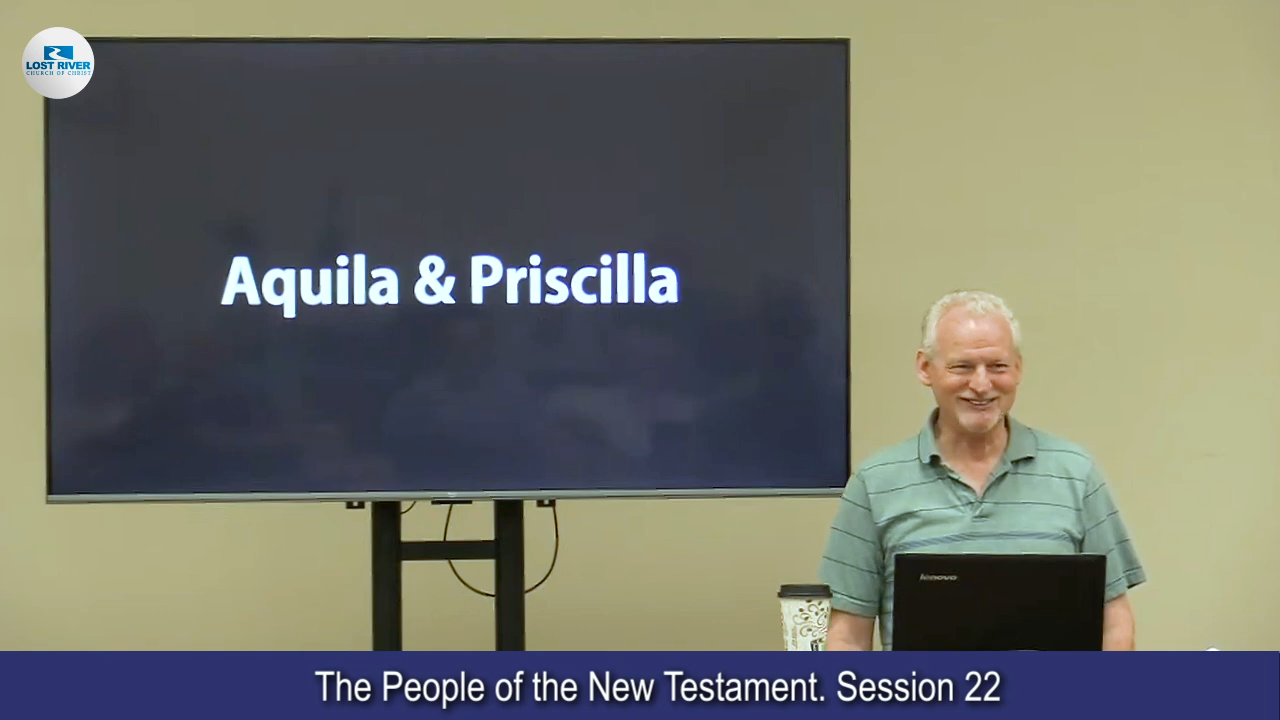 LOST RIVER
CHURCH OF CHRIST
Aquila & Priscilla
lenovo
The People of the New Testament. Session 22